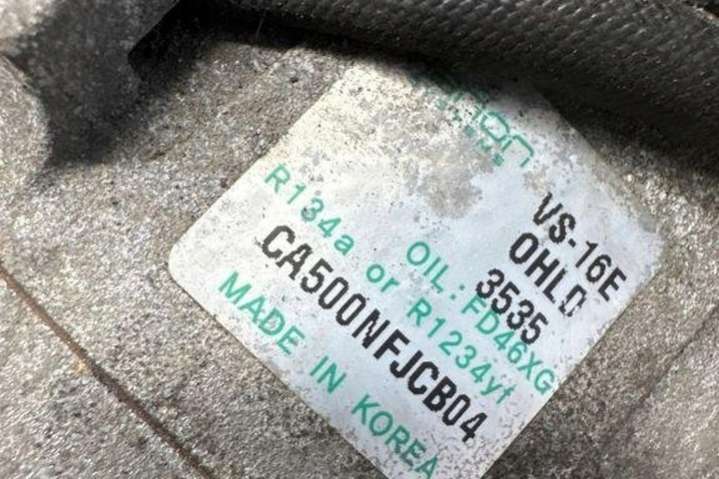 VS-16E
OHLD
3535
OIL: FD46XG
R134a or R1234yf
CA500NFJCB04
MADE IN KOREA